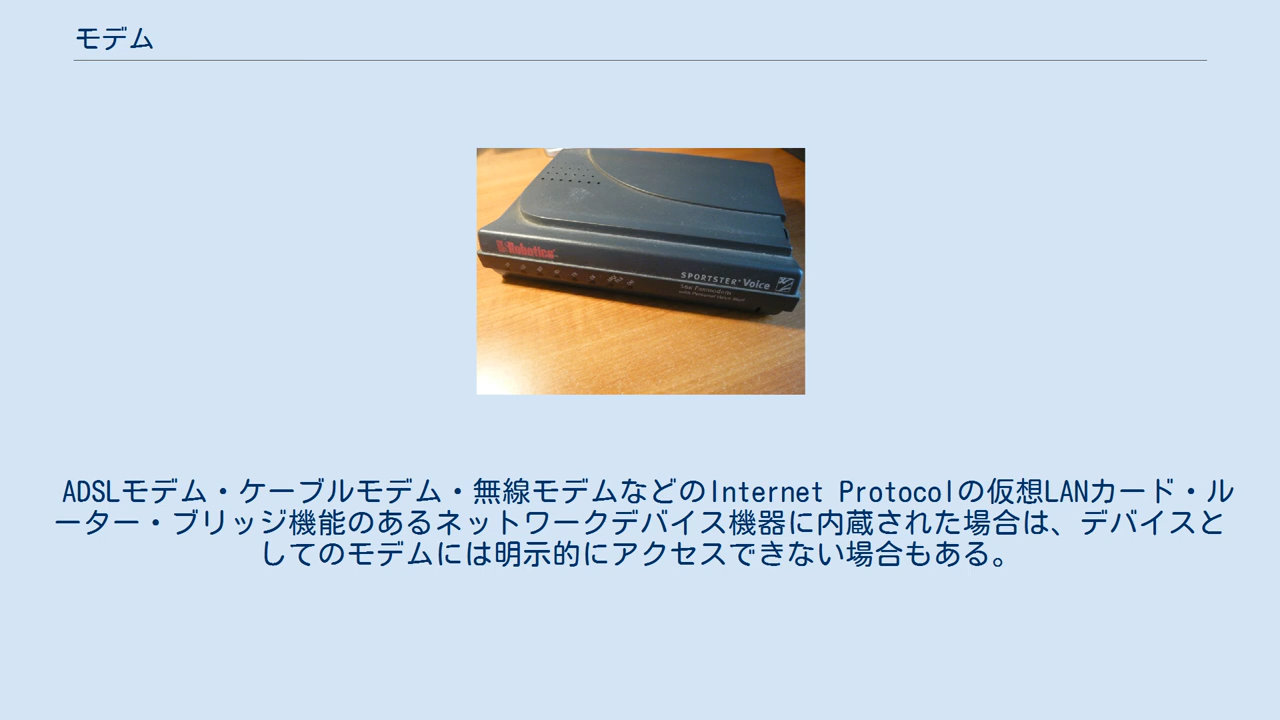 モデム
Robotics
SPORTSTER Voice
ADSLモデム・ケーブルモデム・無線モデムなどのInternet Protocolの仮想LANカード・ル
ーター・ブリッジ機能のあるネットワークデバイス機器に内蔵された場合は、デバイスと
してのモデムには明示的にアクセスできない場合もある。